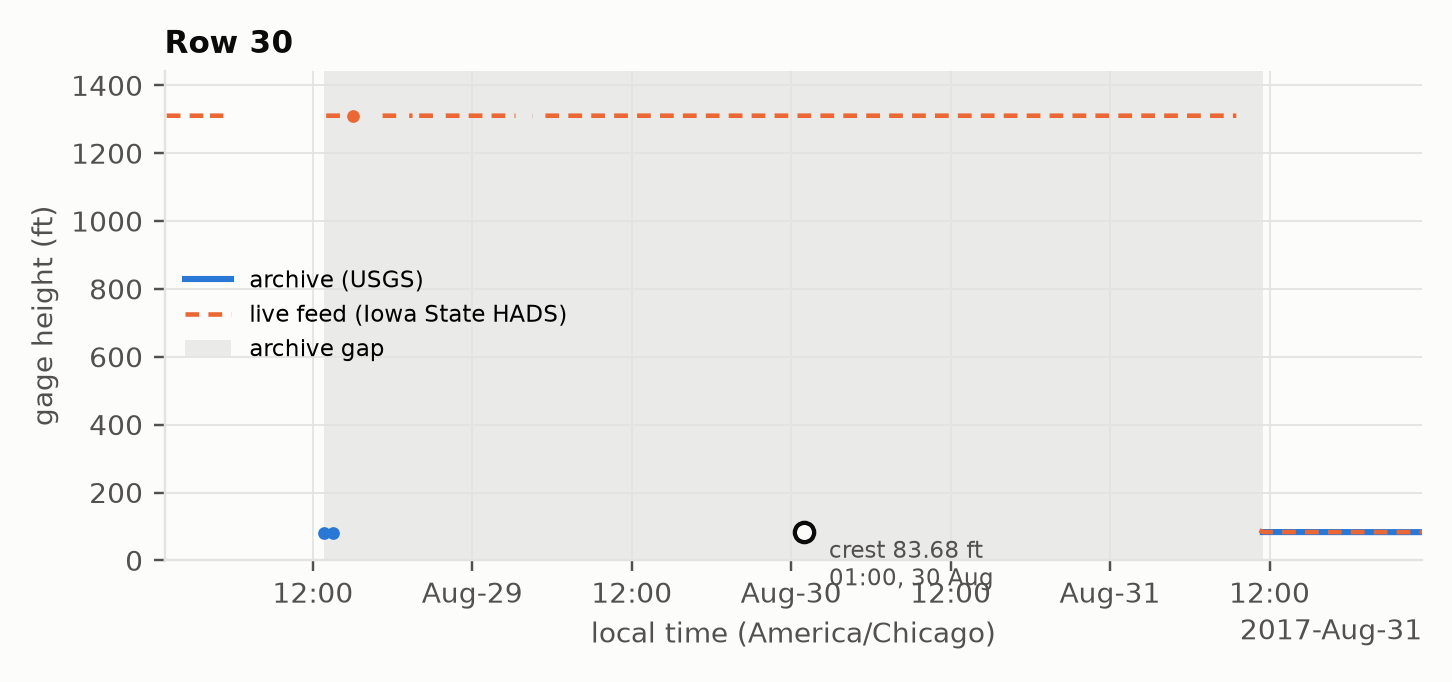 Row 30
1400
1200
1000
800
600
400
200
0
gage height (ft)
archive (USGS)
live feed (Iowa State HADS)
archive gap
crest 83.68 ft
01:00, 30 Aug
12:00 Aug-29 12:00 Aug-30 12:00 Aug-31 12:00
2017-Aug-31
local time (America/Chicago)